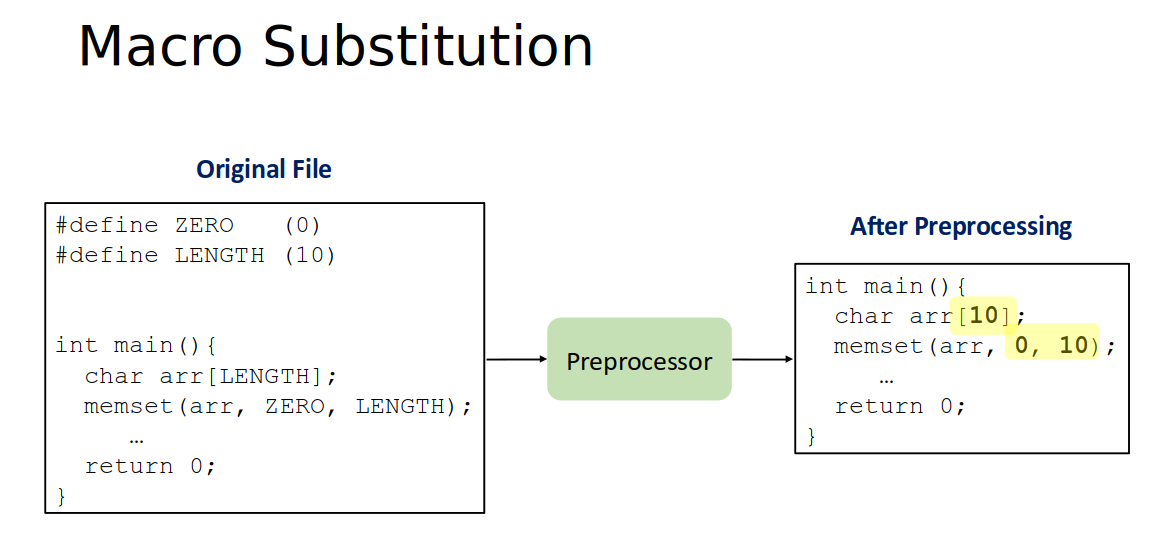 Macro Substitution
Original File
#define ZERO   (0)
#define LENGTH (10)
int main(){
  char arr[LENGTH];
  memset(arr, ZERO, LENGTH);
     …
  return 0;
}
Preprocessor
After Preprocessing
int main(){
  char arr[10];
  memset(arr, 0, 10);
     …
  return 0;
}